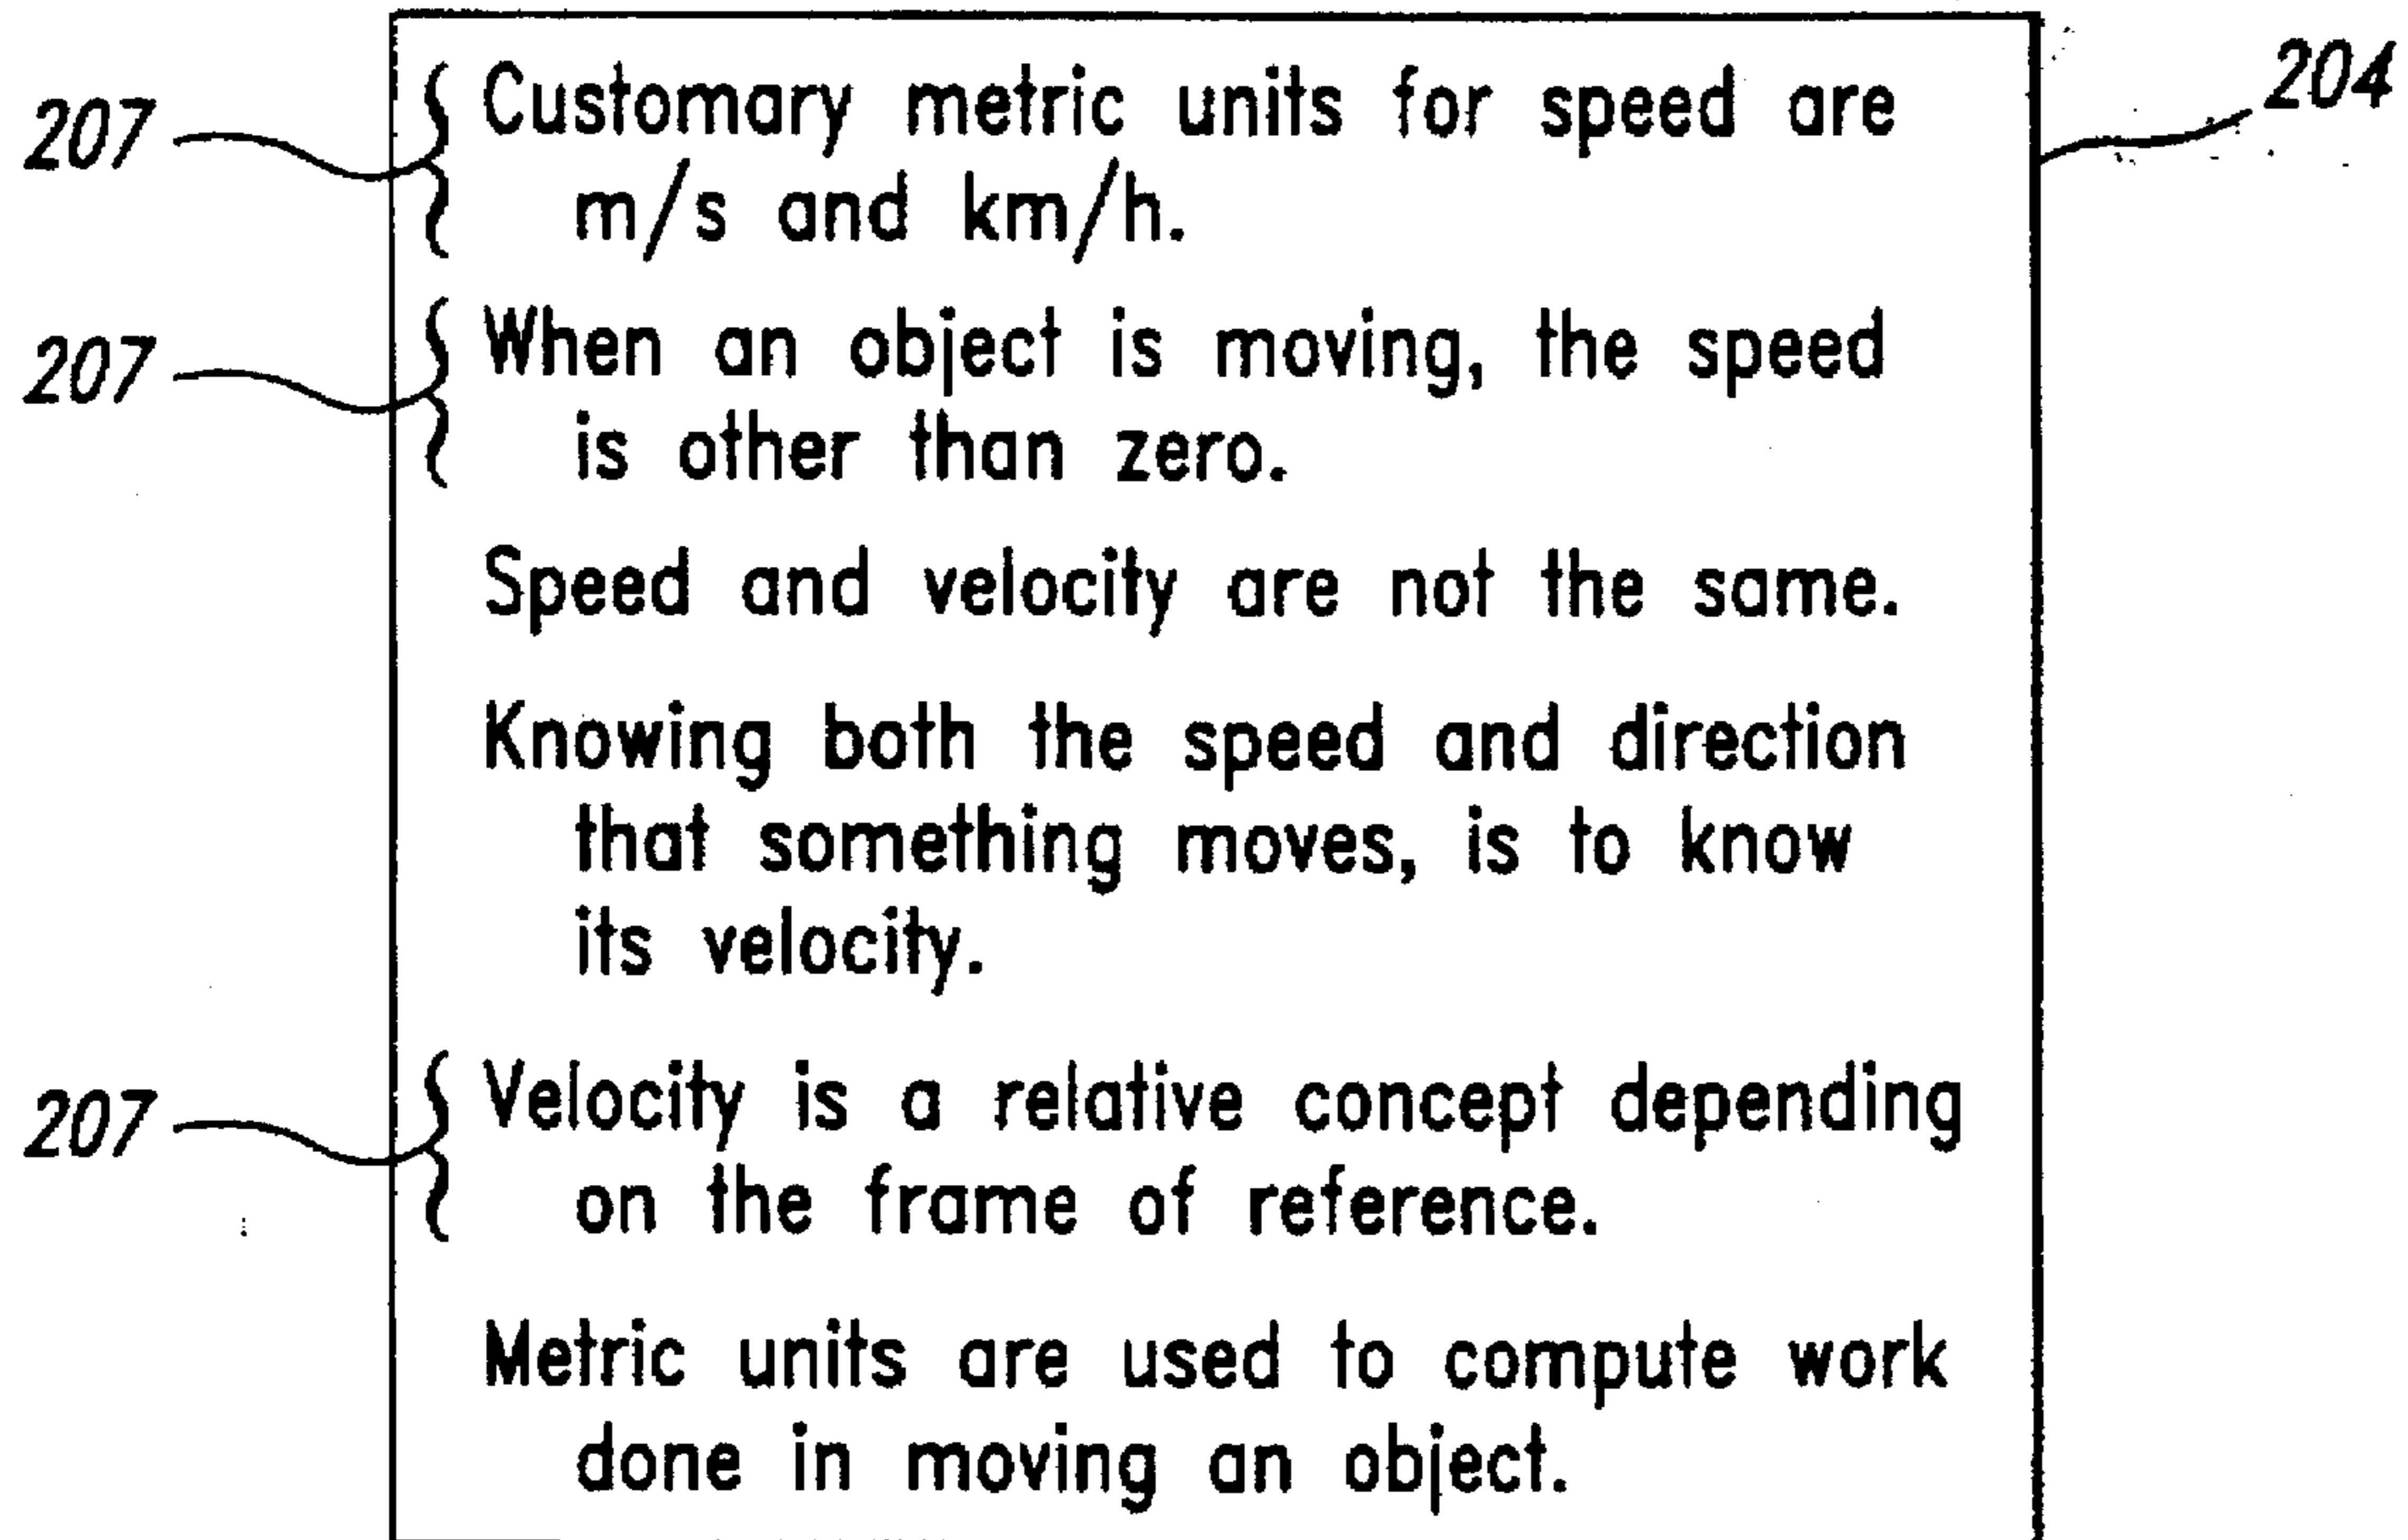 204
207 Customary metric units for speed are
m/s and km/h.
207 When an object is moving, the speed
is other than zero.
Speed and velocity are not the same.
Knowing both the speed and direction
that something moves, is to know
its velocity.
207 Velocity is a relative concept depending
on the frame of reference.
Metric units are used to compute work
done in moving an object.